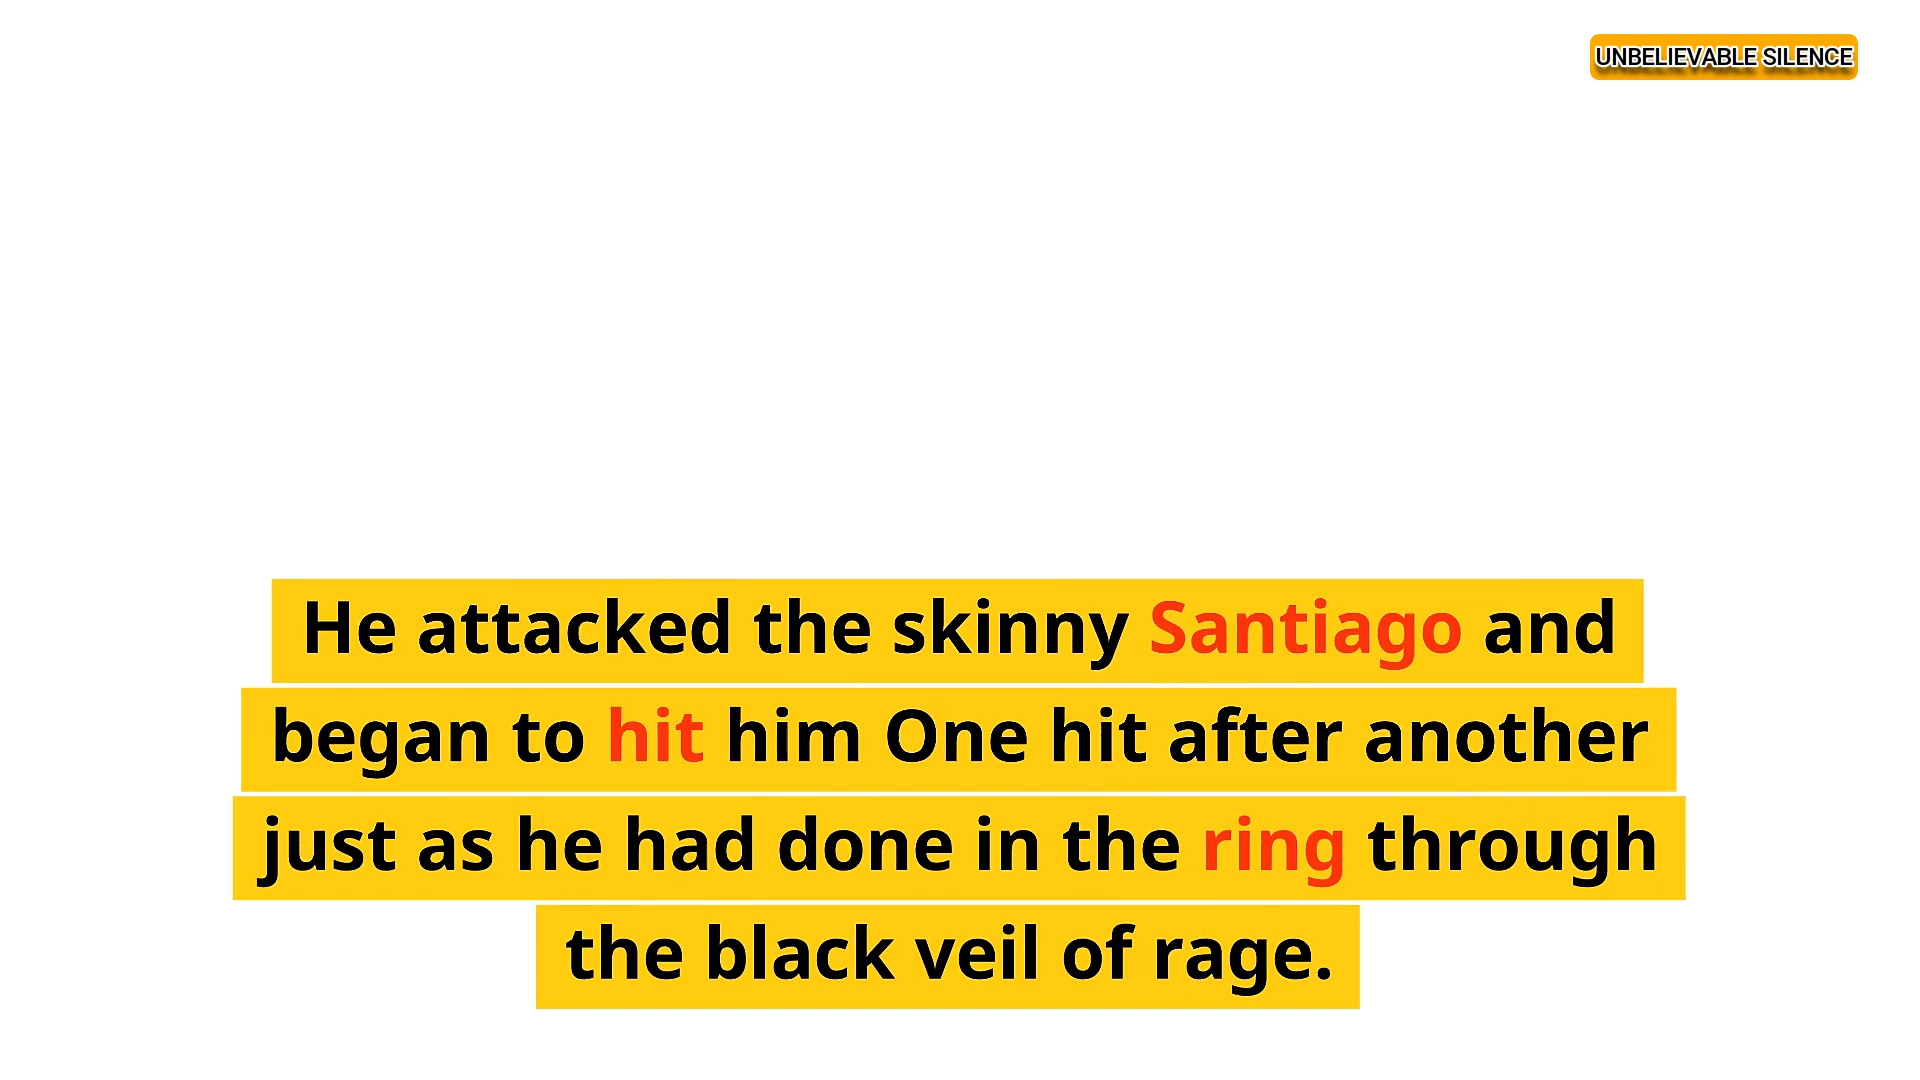 UNBELIEVABLE SILENCE
He attacked the skinny Santiago and
began to hit him One hit after another
just as he had done in the ring through
the black veil of rage.